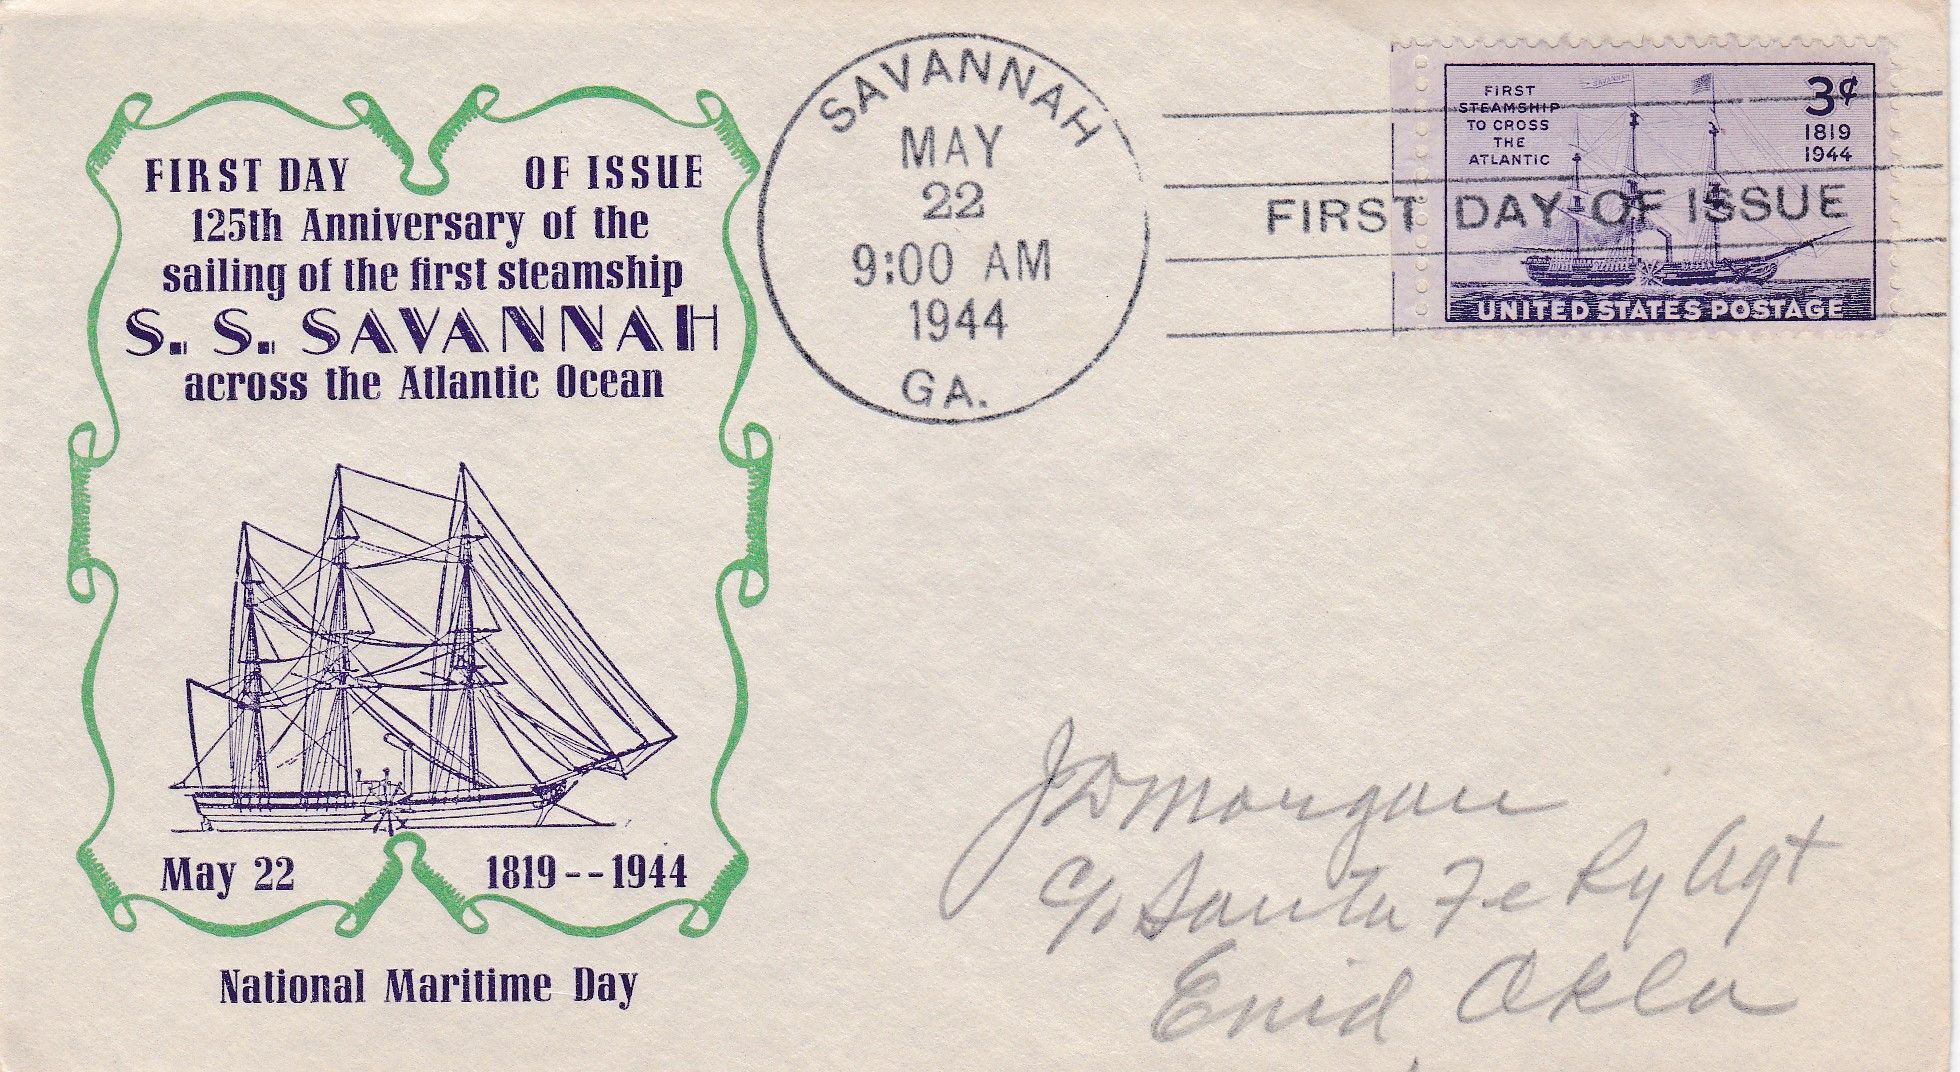 FIRST DAY OF ISSUE
125th Anniversary of the
sailing of the first steamship
S. S. SAVANNAH
across the Atlantic Ocean
May 22 1819--1944
National Maritime Day
SAVANNAH
MAY
22
9:00 AM
1944
GA.
FIRST DAY OF ISSUE
SAVANNAH
FIRST
STEAMSHIP
TO CROSS
THE
ATLANTIC
3¢
1819
1944
UNITED STATES POSTAGE
J D Morgan
c/o Santa Fe Ry Agt
Enid Okla